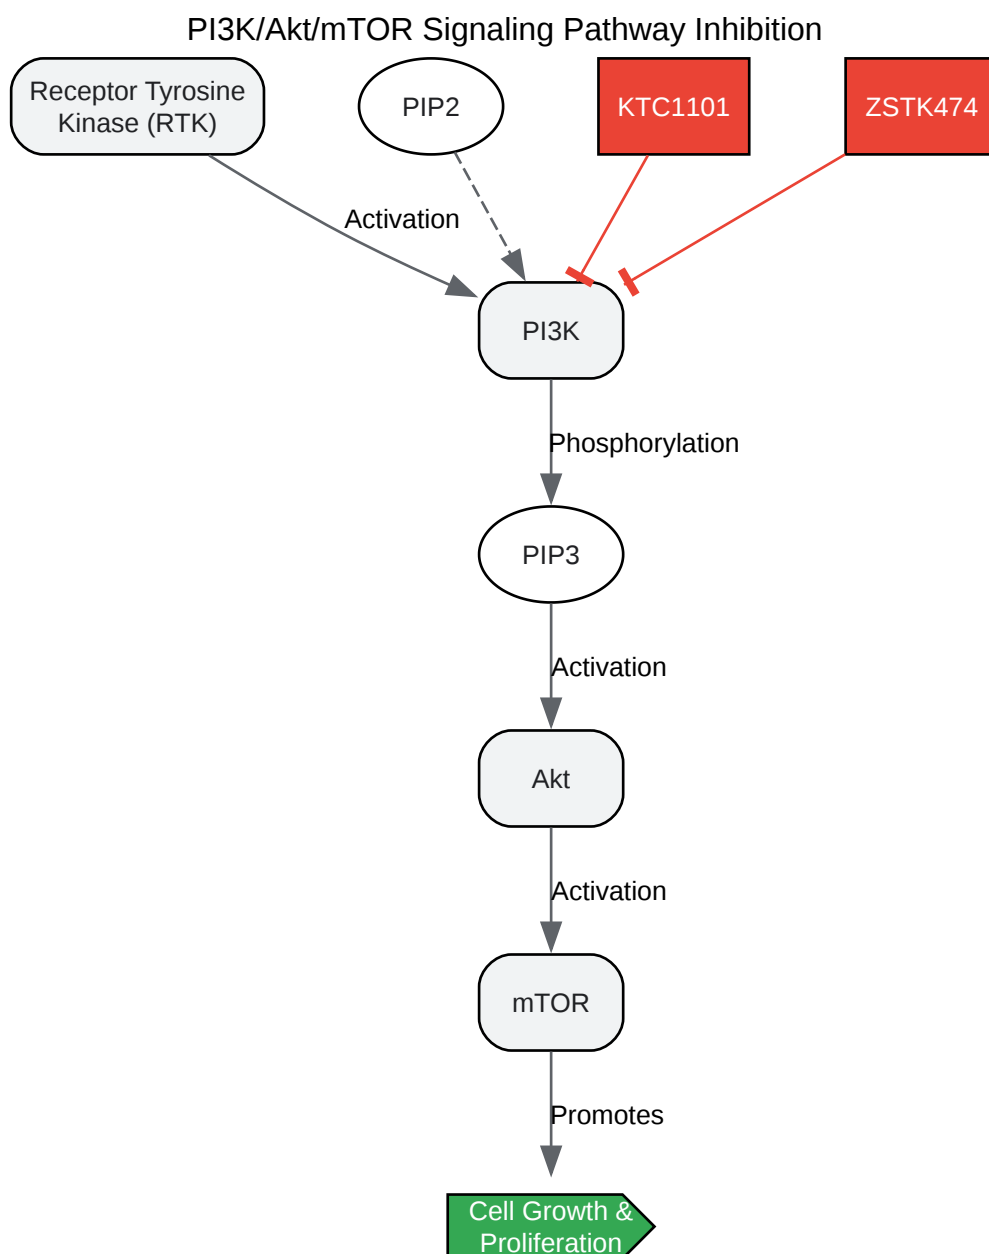 PI3K/Akt/mTOR Signaling Pathway Inhibition
Receptor Tyrosine
Kinase (RTK)
PIP2
KTC1101
ZSTK474
Activation
PI3K
Phosphorylation
PIP3
Activation
Akt
Activation
mTOR
Promotes
Cell Growth &
Proliferation